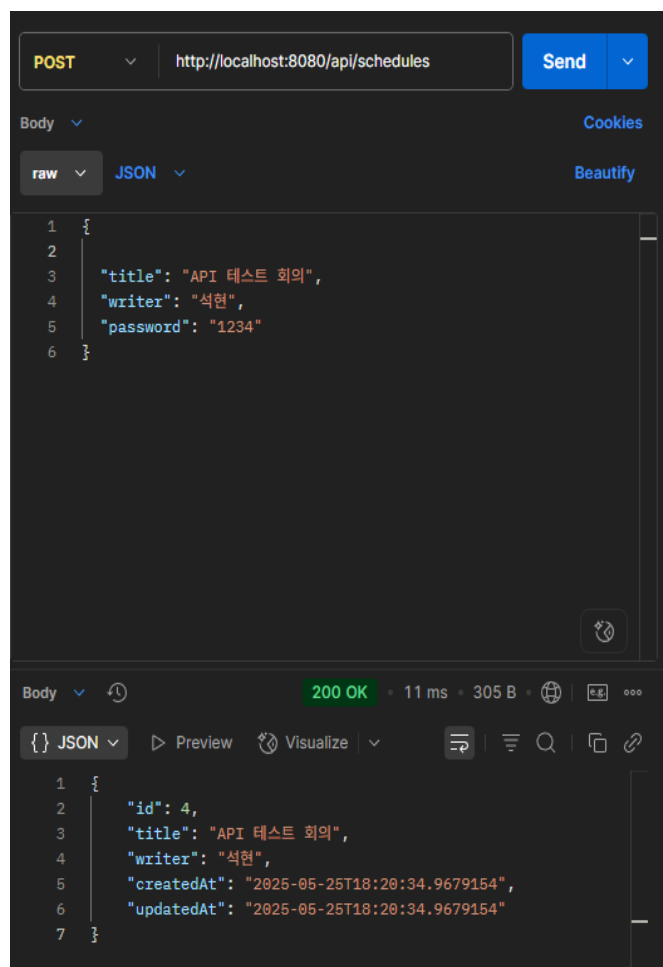 POST http://localhost:8080/api/schedules Send
Body Cookies
raw JSON Beautify
1 {
2
3 "title": "API 테스트 회의",
4 "writer": "석현",
5 "password": "1234"
6 }
Body 200 OK • 11 ms • 305 B • e.g.
{} JSON Preview Visualize
1 {
2 "id": 4,
3 "title": "API 테스트 회의",
4 "writer": "석현",
5 "createdAt": "2025-05-25T18:20:34.9679154",
6 "updatedAt": "2025-05-25T18:20:34.9679154"
7 }